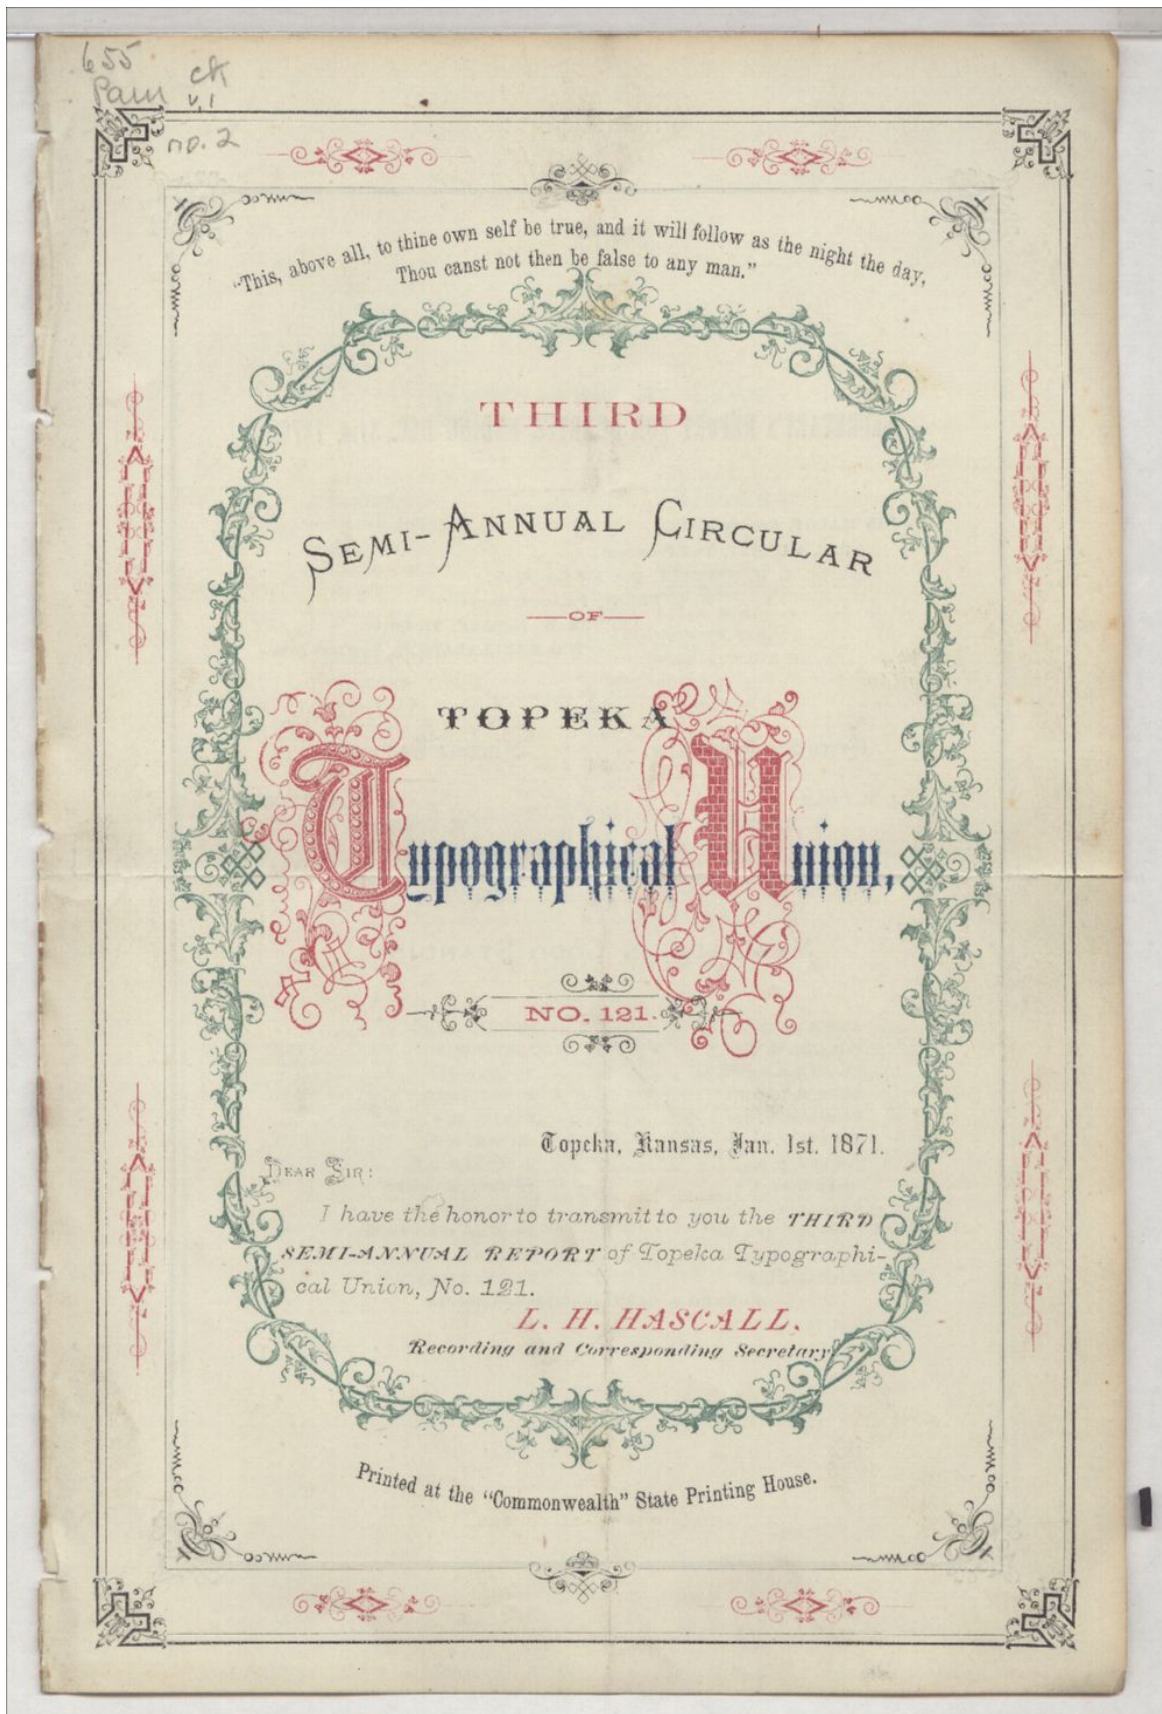 655
Pam ck
v.1
no. 2
"This, above all, to thine own self be true, and it will follow as the night the day,
Thou canst not then be false to any man."
THIRD
SEMI-ANNUAL CIRCULAR
OF
TOPEKA
Typographical Union,
NO. 121.
Topeka, Kansas, Jan. 1st. 1871.
DEAR SIR:
I have the honor to transmit to you the THIRD
SEMI-ANNUAL REPORT of Topeka Typographi-
cal Union, No. 121.
L. H. HASCALL.
Recording and Corresponding Secretary
Printed at the "Commonwealth" State Printing House.